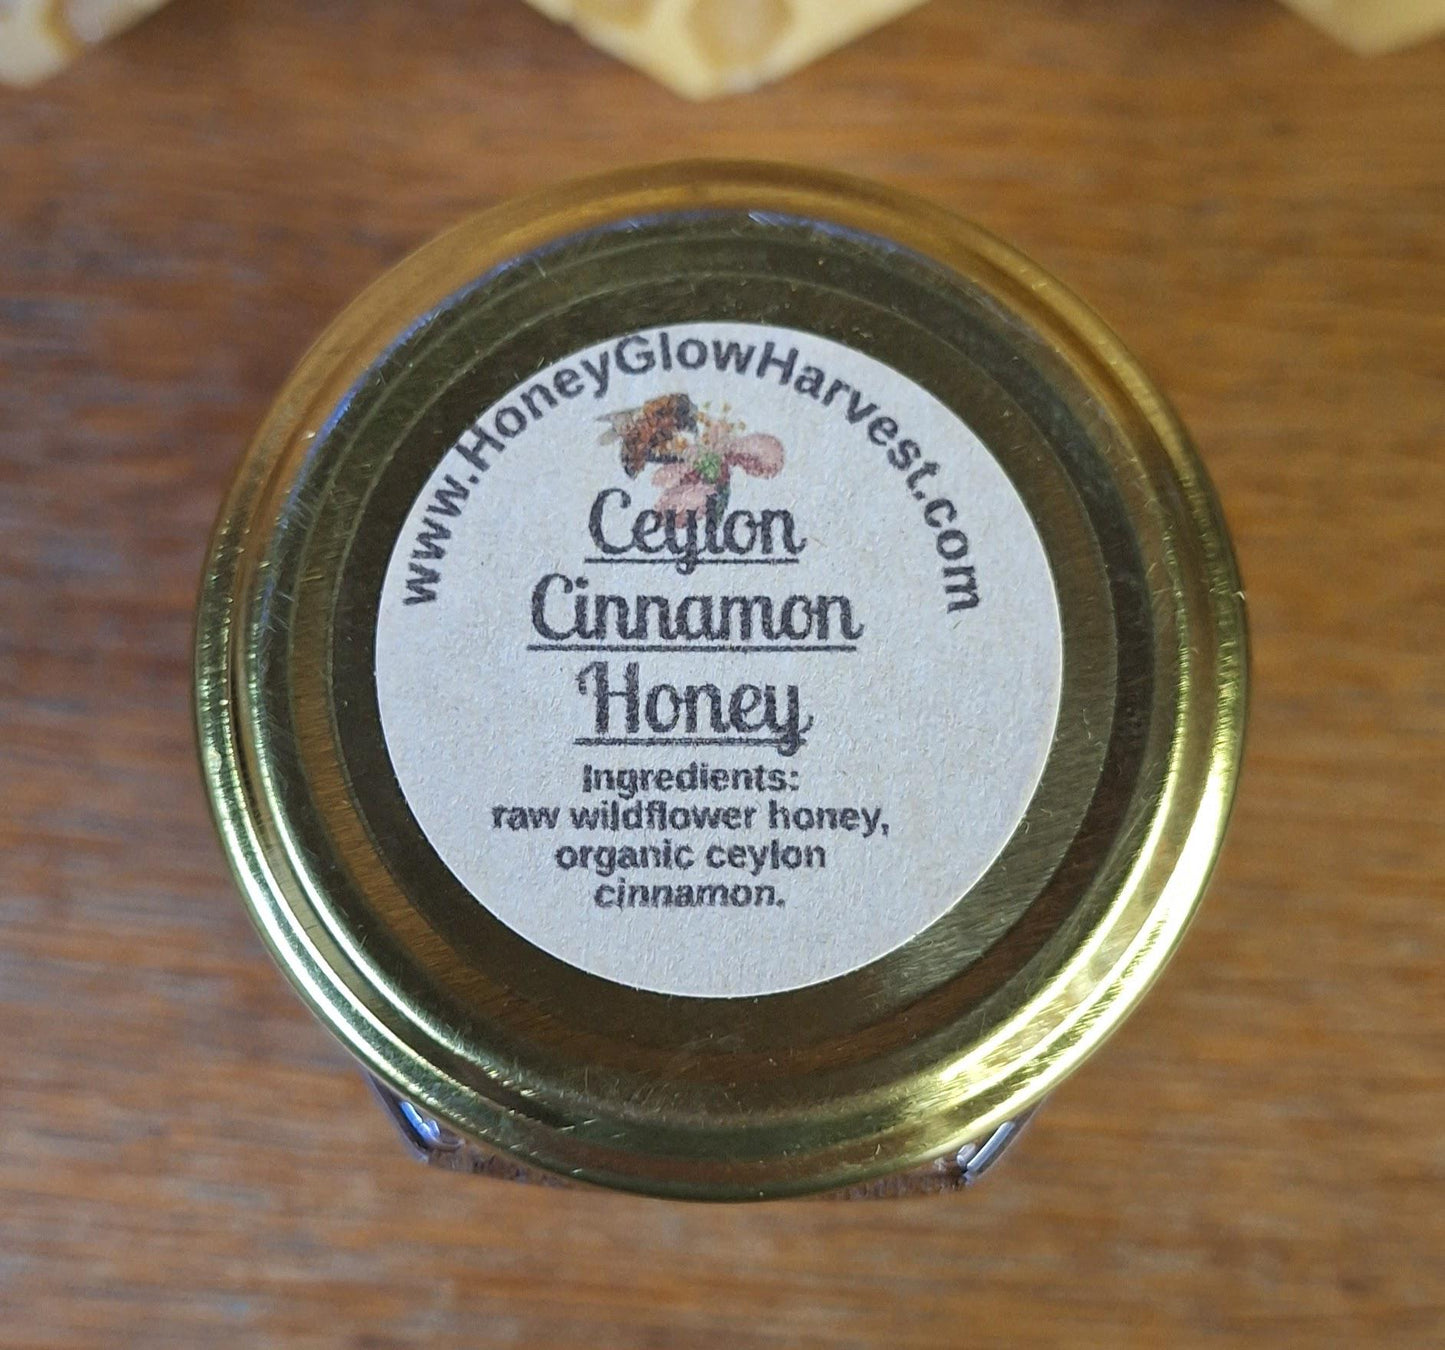 www.HoneyGlowHarvest.com
Ceylon
Cinnamon
Honey
Ingredients:
raw wildflower honey,
organic ceylon
cinnamon.